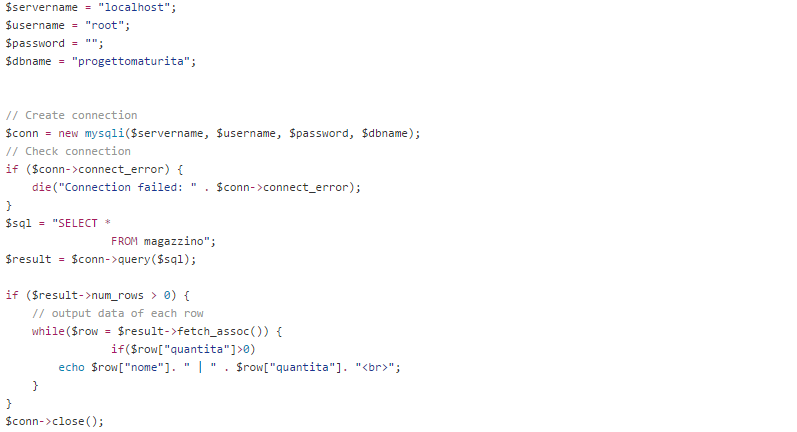 $servername = "localhost";
$username = "root";
$password = "";
$dbname = "progettomaturita";
// Create connection
$conn = new mysqli($servername, $username, $password, $dbname);
// Check connection
if ($conn->connect_error) {
die("Connection failed: " . $conn->connect_error);
}
$sql = "SELECT *
FROM magazzino";
$result = $conn->query($sql);
if ($result->num_rows > 0) {
// output data of each row
while($row = $result->fetch_assoc()) {
if($row["quantita"]>0)
echo $row["nome"]. " | " . $row["quantita"]. "<br>";
}
}
$conn->close();